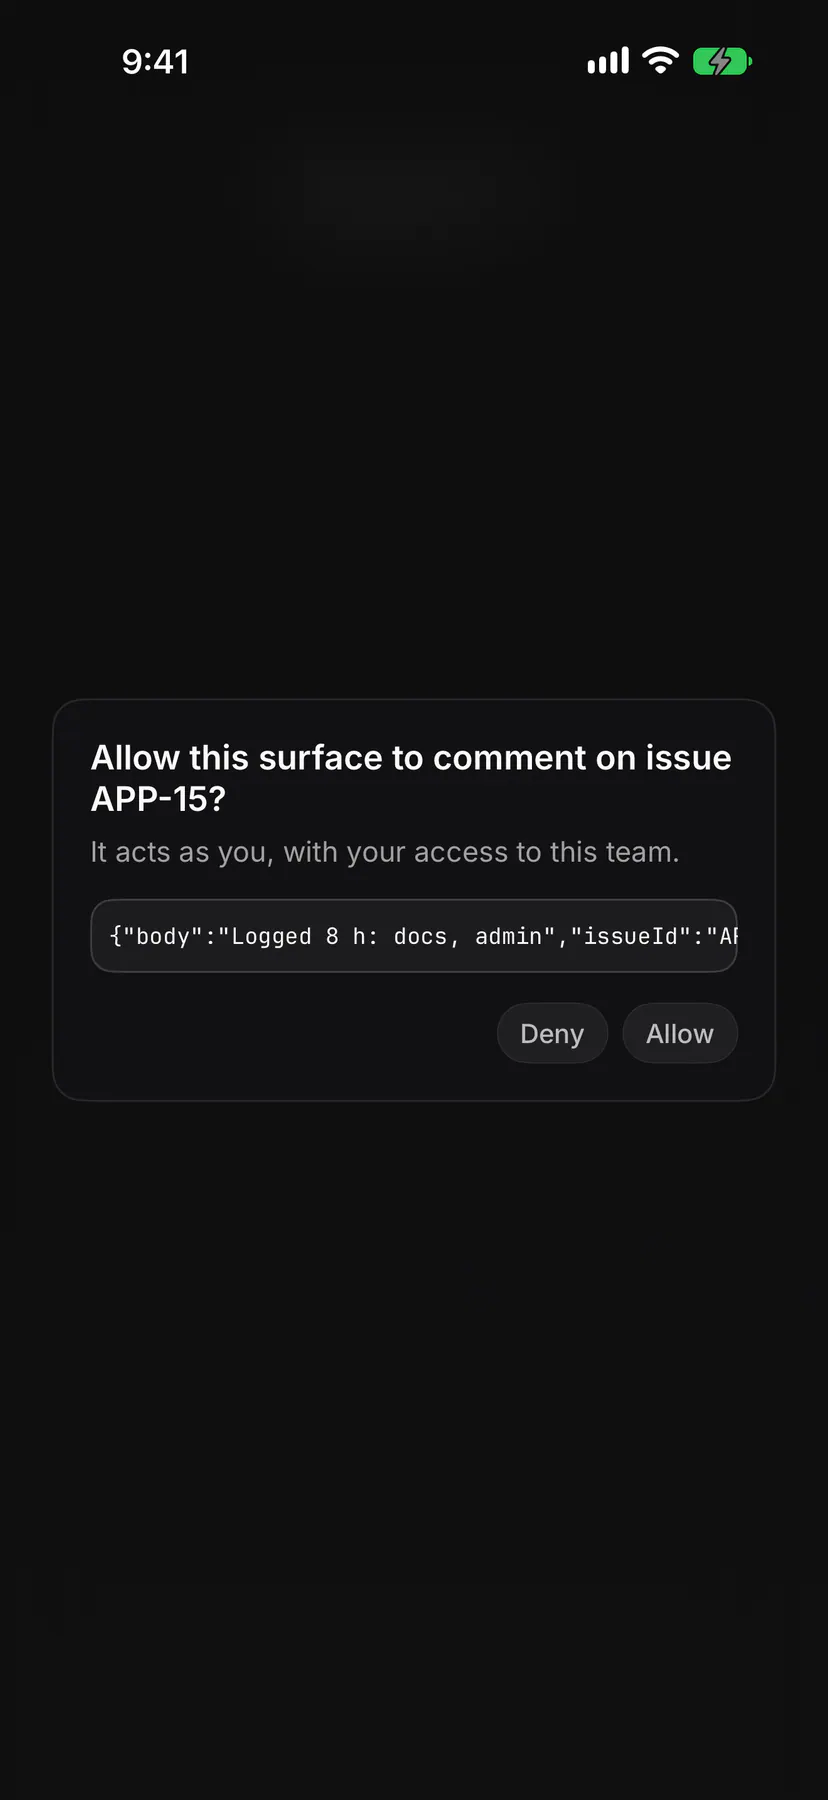 9:41
Allow this surface to comment on issue
APP-15?
It acts as you, with your access to this team.
{"body":"Logged 8 h: docs, admin","issueId":"AP
Deny Allow